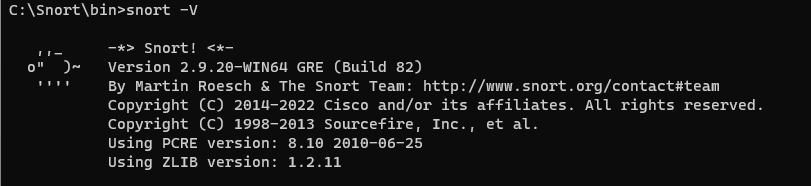 C:\Snort\bin>snort -V
,,_     -*> Snort! <*-
o"  )~   Version 2.9.20-WIN64 GRE (Build 82)
''''    By Martin Roesch & The Snort Team: http://www.snort.org/contact#team
Copyright (C) 2014-2022 Cisco and/or its affiliates. All rights reserved.
Copyright (C) 1998-2013 Sourcefire, Inc., et al.
Using PCRE version: 8.10 2010-06-25
Using ZLIB version: 1.2.11